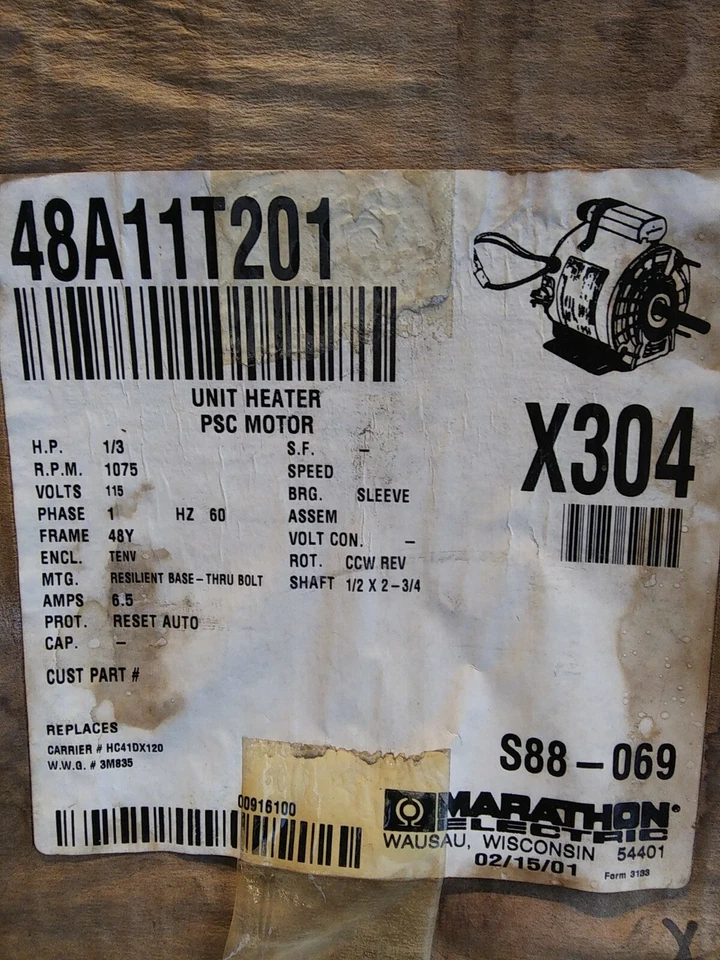 48A11T201
UNIT HEATER
PSC MOTOR
H.P. 1/3
R.P.M. 1075
VOLTS 115
PHASE 1 HZ 60
FRAME 48Y
ENCL. TENV
MTG. RESILIENT BASE-THRU BOLT
AMPS 6.5
PROT. RESET AUTO
CAP. –
S.F. –
SPEED
BRG. SLEEVE
ASSEM
VOLT CON. –
ROT. CCW REV
SHAFT 1/2 X 2-3/4
X304
CUST PART #
REPLACES
CARRIER # HC41DX120
W.W.G. # 3M835
S88-069
00916100
MARATHON®
ELECTRIC
WAUSAU, WISCONSIN 54401
02/15/01
Form 3133
X